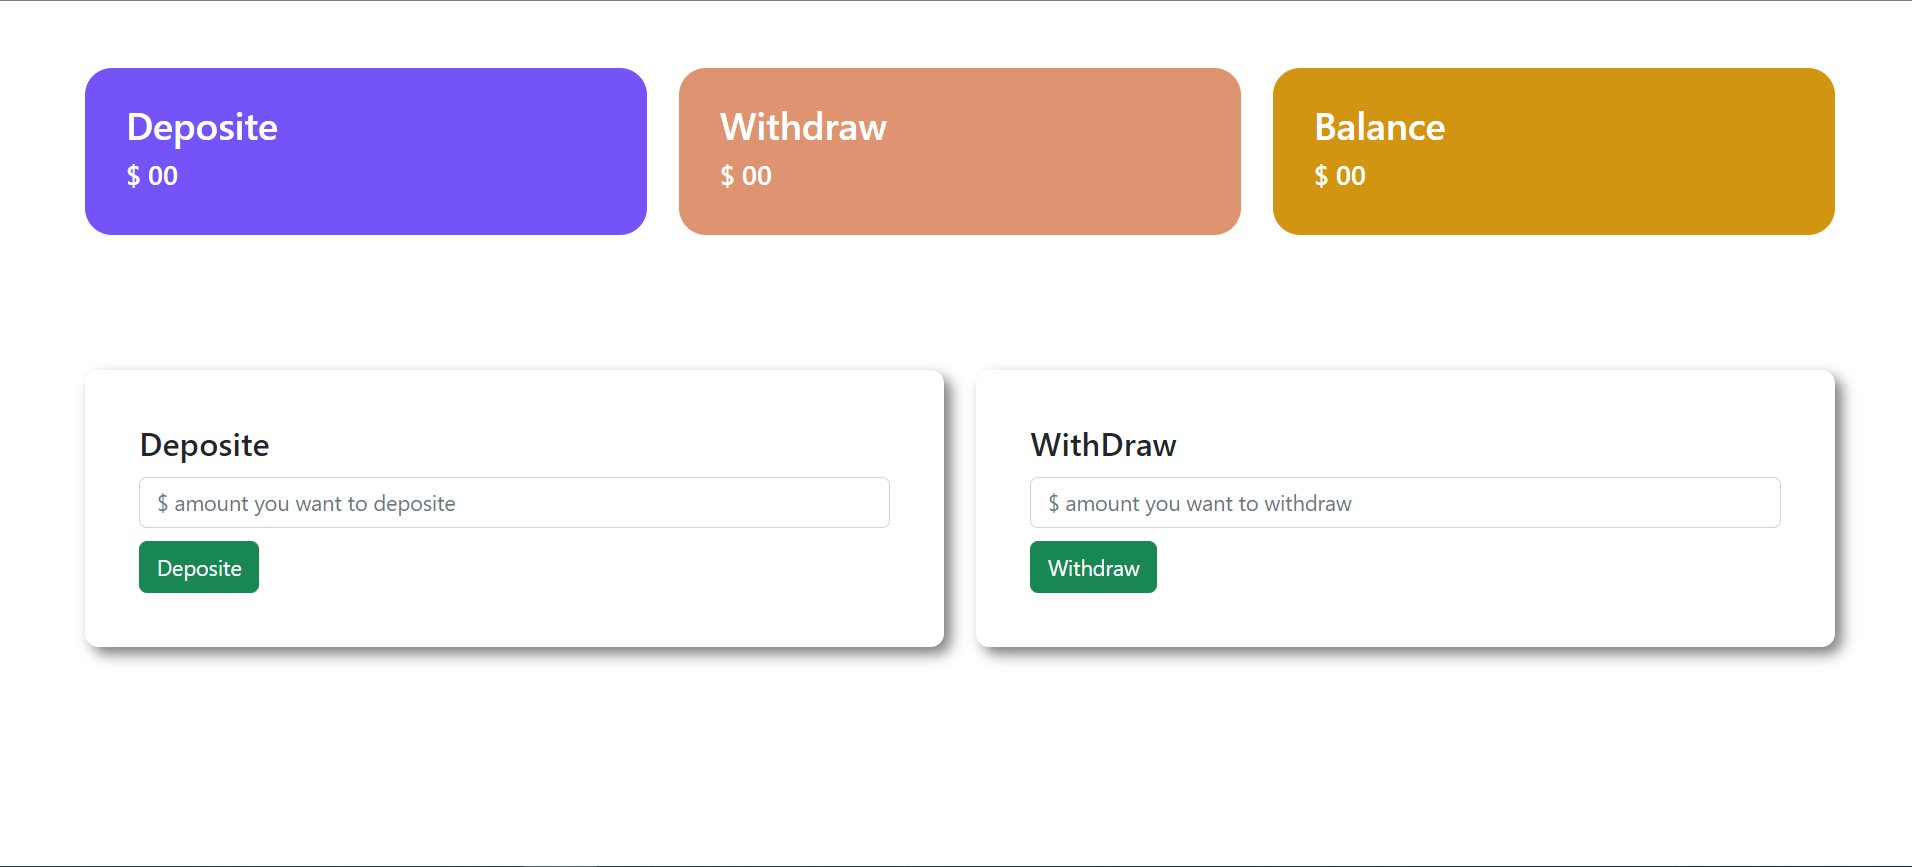 Deposite
$ 00
Withdraw
$ 00
Balance
$ 00
Deposite
$ amount you want to deposite
Deposite
WithDraw
$ amount you want to withdraw
Withdraw